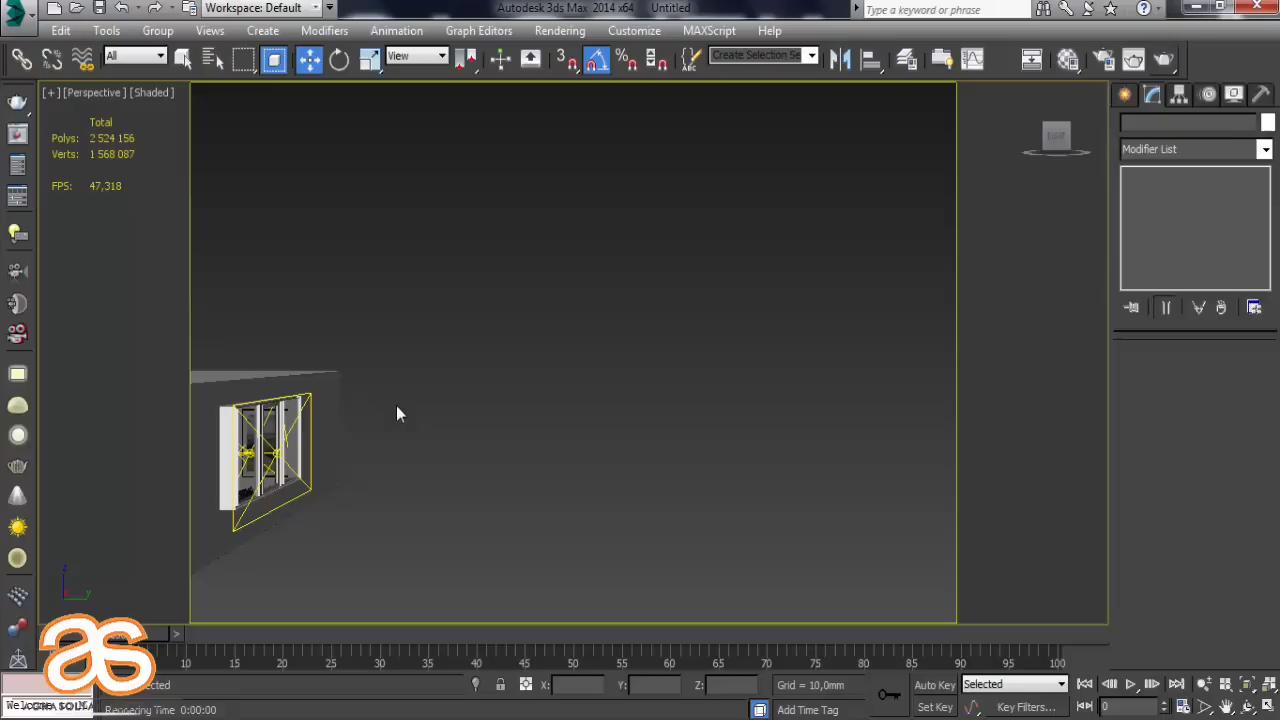 Workspace: Default
Autodesk 3ds Max 2014 x64 Untitled
Type a keyword or phrase
Edit Tools Group Views Create Modifiers Animation Graph Editors Rendering Customize MAXScript Help
All
View
3
Create Selection Se
[+] [Perspective] [Shaded]
Total
Polys: 2 524 156
Verts: 1 568 087
FPS: 47,318
Modifier List
z
y
as
10 15 20 25 30 35 40 45 50 55 60 65 70 75 80 85 90 95 100
X: Y: Z: Grid = 10,0mm
Auto Key Selected
Welcome to M
Rendering Time 0:00:00
Add Time Tag
Set Key Key Filters... 0